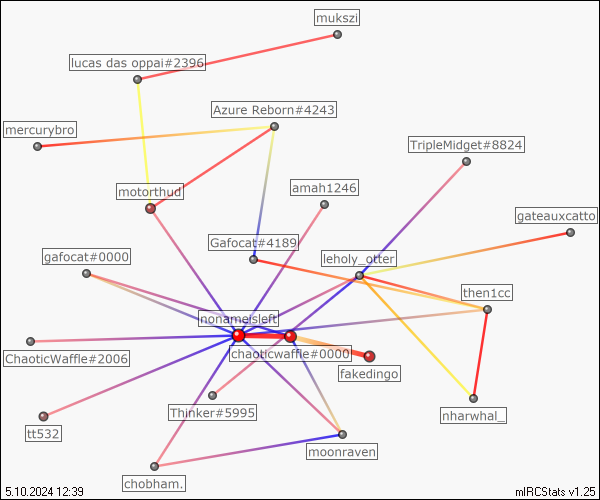 mukszi
lucas das oppai#2396
Azure Reborn#4243
mercurybro
TripleMidget#8824
motorthud
amah1246
gateauxcatto
Gafocat#4189
gafocat#0000
leholy_otter
then1cc
nonameisleft
ChaoticWaffle#2006
chaoticwaffle#0000
fakedingo
Thinker#5995
nharwhal_
tt532
moonraven
chobham.
5.10.2024 12:39
mIRCStats v1.25